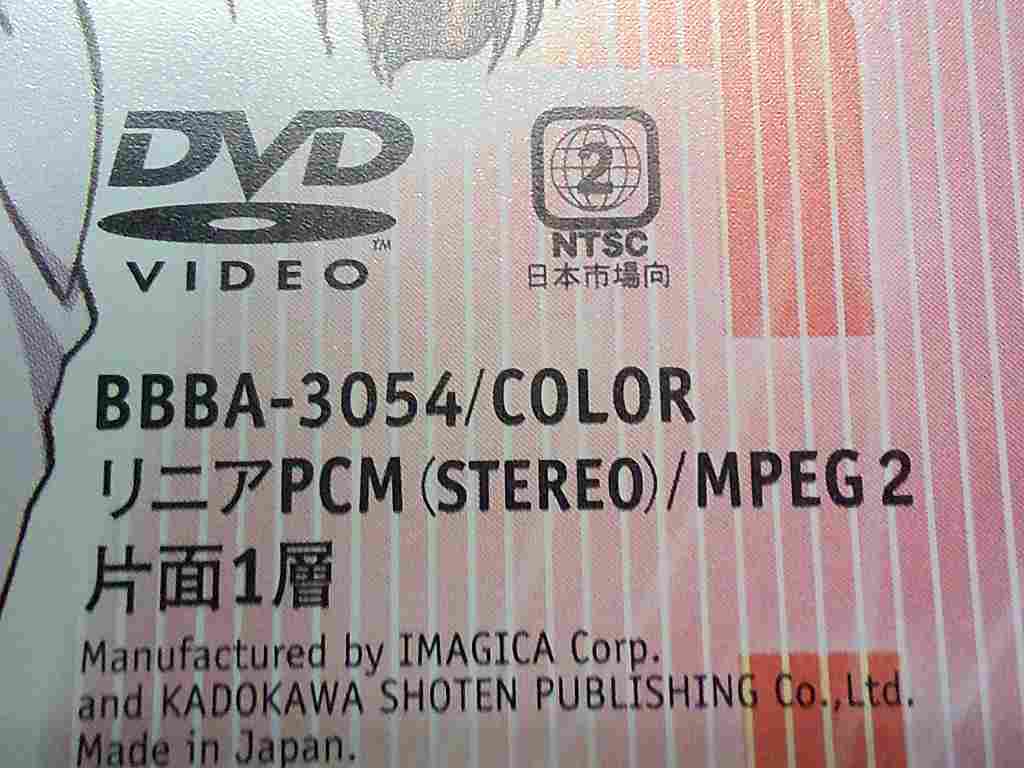 DVD
VIDEO
TM
2
NTSC
日本市場向
BBBA-3054/COLOR
リニアPCM(STEREO)/MPEG 2
片面1層
Manufactured by IMAGICA Corp.
and KADOKAWA SHOTEN PUBLISHING Co.,Ltd.
Made in Japan.